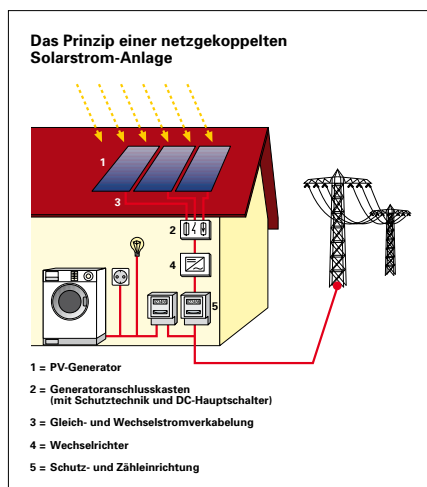 Das Prinzip einer netzgekoppelten
Solarstrom-Anlage
1
3
2
4
5
1 = PV-Generator
2 = Generatoranschlusskasten
(mit Schutztechnik und DC-Hauptschalter)
3 = Gleich- und Wechselstromverkabelung
4 = Wechselrichter
5 = Schutz- und Zähleinrichtung